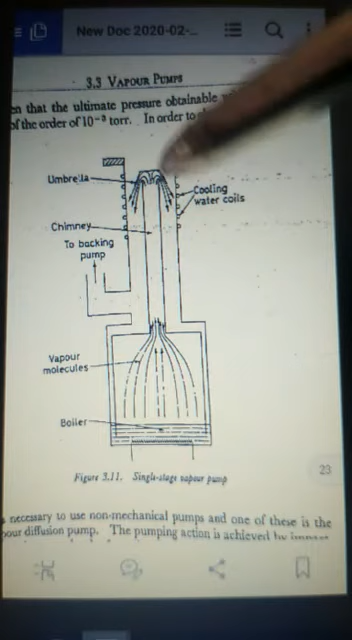 New Doc 2020-02-...
3.3 VAPOUR PUMPS
en that the ultimate pressure obtainable
of the order of 10⁻³ torr. In order to
Umbrella
Cooling
water coils
Chimney
To backing
pump
Vapour
molecules
Boiler
Figure 3.11. Single-stage vapour pump
23
necessary to use non-mechanical pumps and one of these is the
pour diffusion pump. The pumping action is achieved by